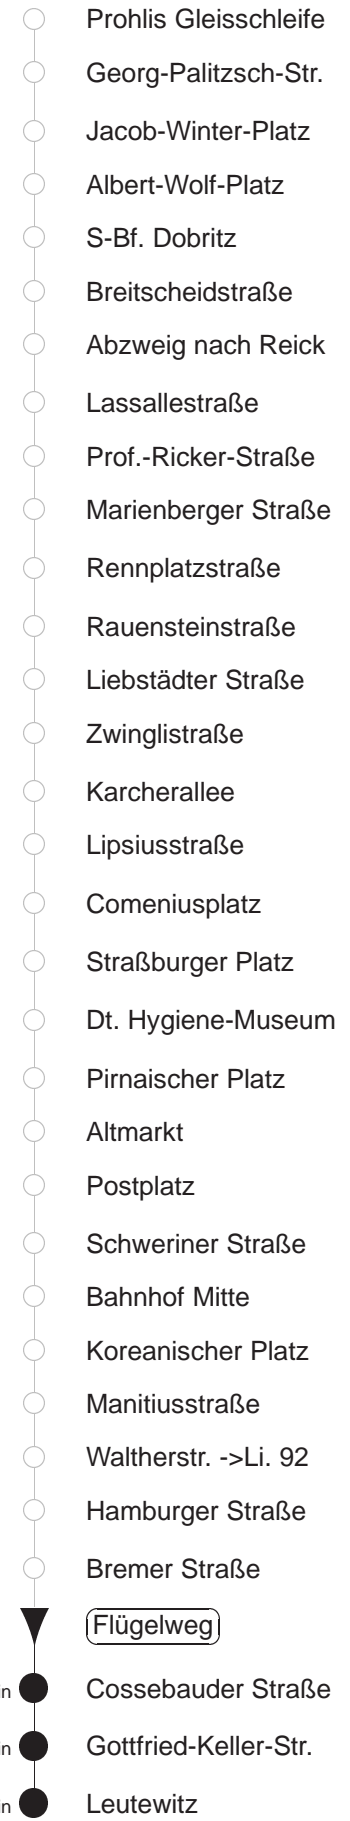 Prohlis Gleisschleife
Georg-Palitzsch-Str.
Jacob-Winter-Platz
Albert-Wolf-Platz
S-Bf. Dobritz
Breitscheidstraße
Abzweig nach Reick
Lassallestraße
Prof.-Ricker-Straße
Marienberger Straße
Rennplatzstraße
Rauensteinstraße
Liebstädter Straße
Zwinglistraße
Karcherallee
Lipsiusstraße
Comeniusplatz
Straßburger Platz
Dt. Hygiene-Museum
Pirnaischer Platz
Altmarkt
Postplatz
Schweriner Straße
Bahnhof Mitte
Koreanischer Platz
Manitiusstraße
Waltherstr. ->Li. 92
Hamburger Straße
Bremer Straße
Flügelweg
in Cossebauder Straße
in Gottfried-Keller-Str.
in Leutewitz